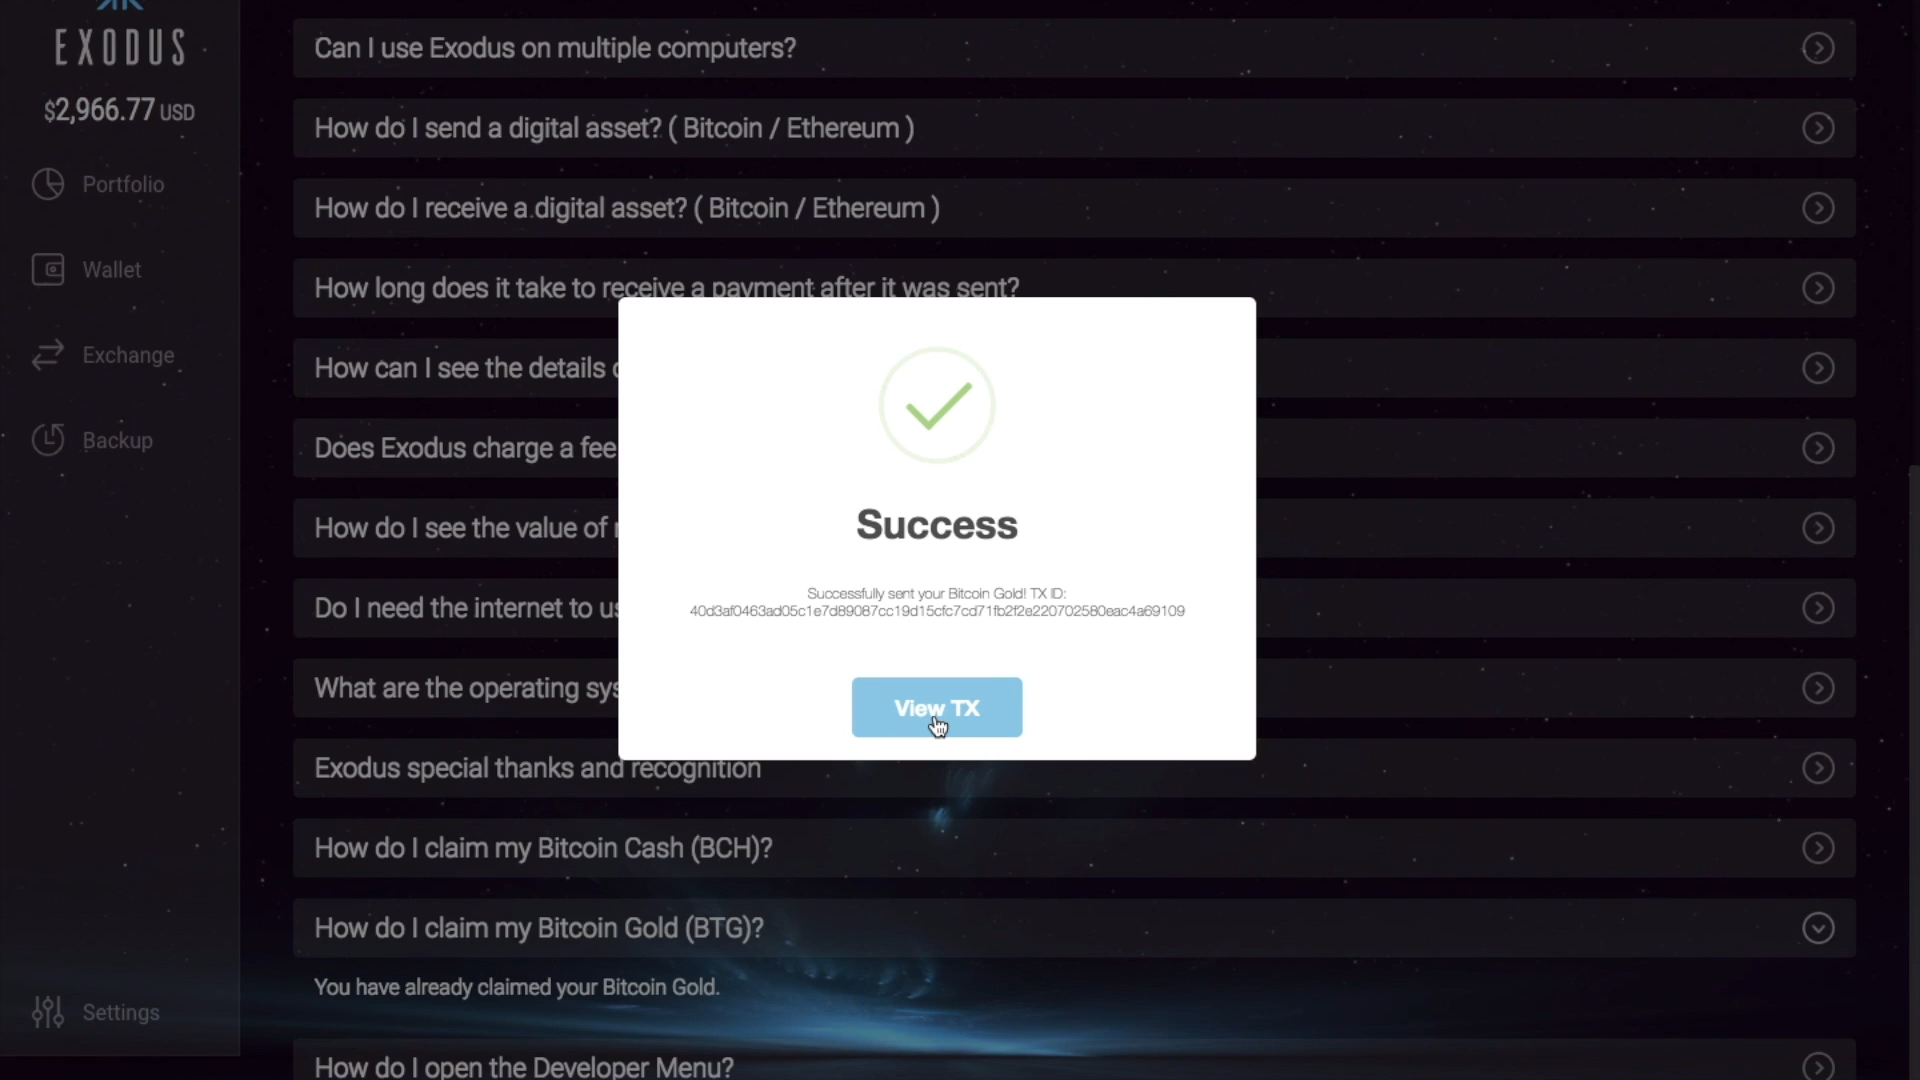 EXODUS
$2,966.77 USD
Portfolio
Wallet
Exchange
Backup
Settings
Can I use Exodus on multiple computers?
How do I send a digital asset? ( Bitcoin / Ethereum )
How do I receive a digital asset? ( Bitcoin / Ethereum )
How long does it take to receive a payment after it was sent?
How can I see the details
Does Exodus charge a fee
How do I see the value of
Do I need the internet to
What are the operating
Exodus special thanks and recognition
How do I claim my Bitcoin Cash (BCH)?
How do I claim my Bitcoin Gold (BTG)?
You have already claimed your Bitcoin Gold.
How do I open the Developer Menu?
Success
Successfully sent your Bitcoin Gold! TX ID:
40d3af0463ad05c1e7d89087cc19d15cfc7cd71fb2f2e220702580eac4a69109
View TX